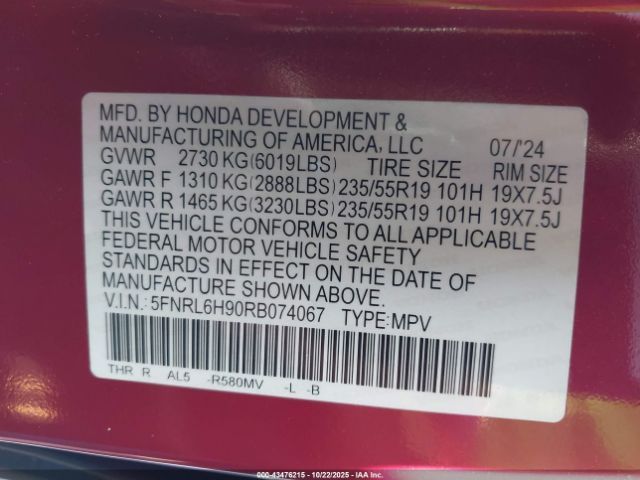 MFD. BY HONDA DEVELOPMENT &
MANUFACTURING OF AMERICA, LLC 07/'24
GVWR 2730 KG(6019LBS) TIRE SIZE RIM SIZE
GAWR F 1310 KG(2888LBS) 235/55R19 101H 19X7.5J
GAWR R 1465 KG(3230LBS) 235/55R19 101H 19X7.5J
THIS VEHICLE CONFORMS TO ALL APPLICABLE
FEDERAL MOTOR VEHICLE SAFETY
STANDARDS IN EFFECT ON THE DATE OF
MANUFACTURE SHOWN ABOVE.
V.I.N.: 5FNRL6H90RB074067 TYPE:MPV
THR R AL5 -R580MV -L -B
000-43476215 - 10/22/2025 - IAA Inc.